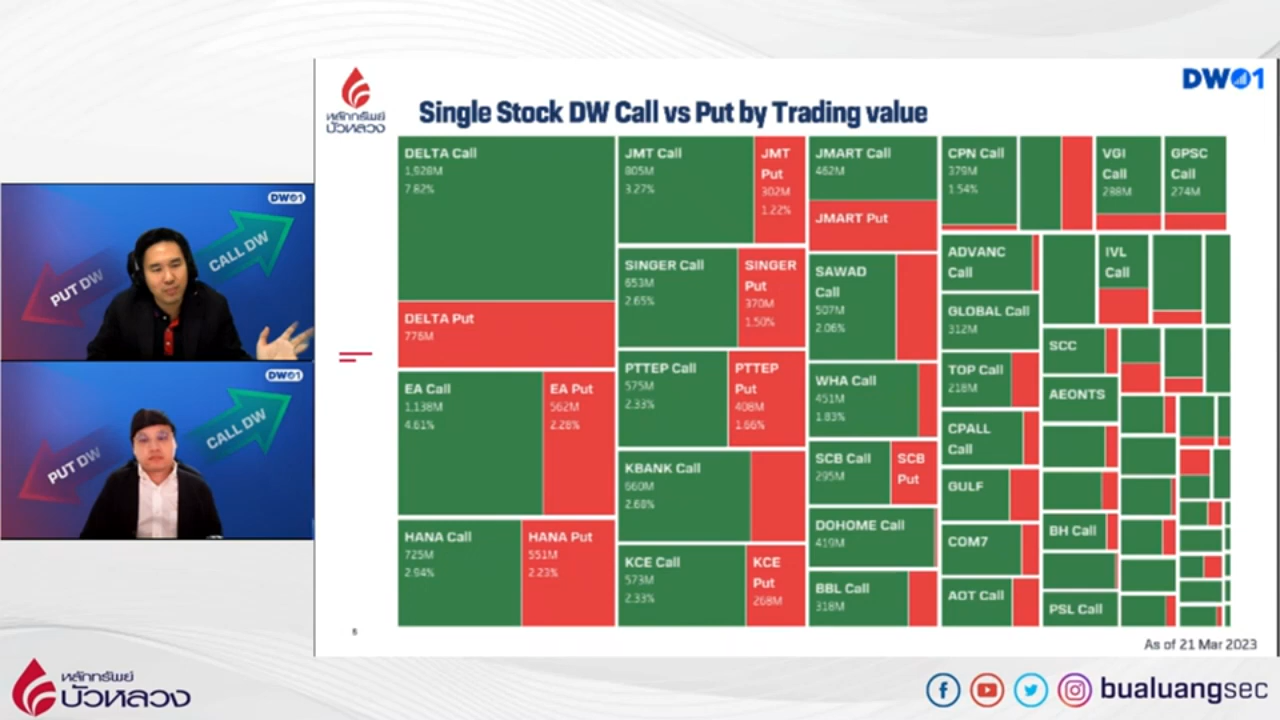 DW01
หลักทรัพย์
บัวหลวง
Single Stock DW Call vs Put by Trading value
DELTA Call
1,928M
7.82%
DELTA Put
776M
EA Call
1,138M
4.61%
EA Put
562M
2.28%
HANA Call
725M
2.94%
HANA Put
551M
2.23%
JMT Call
805M
3.27%
JMT
Put
302M
1.22%
SINGER Call
653M
2.65%
SINGER
Put
370M
1.50%
PTTEP Call
575M
2.33%
PTTEP
Put
408M
1.66%
KBANK Call
660M
2.68%
KCE Call
573M
2.33%
KCE
Put
268M
JMART Call
462M
JMART Put
SAWAD
Call
507M
2.06%
WHA Call
451M
1.83%
SCB Call
295M
SCB
Put
DOHOME Call
419M
BBL Call
318M
CPN Call
379M
1.54%
ADVANC
Call
GLOBAL Call
312M
TOP Call
218M
CPALL
Call
GULF
COM7
AOT Call
VGI
Call
288M
GPSC
Call
274M
IVL
Call
SCC
AEONTS
BH Call
PSL Call
5
As of 21 Mar 2023
DW01
PUT DW
CALL DW
DW01
PUT DW
CALL DW
หลักทรัพย์
บัวหลวง
bualuangsec